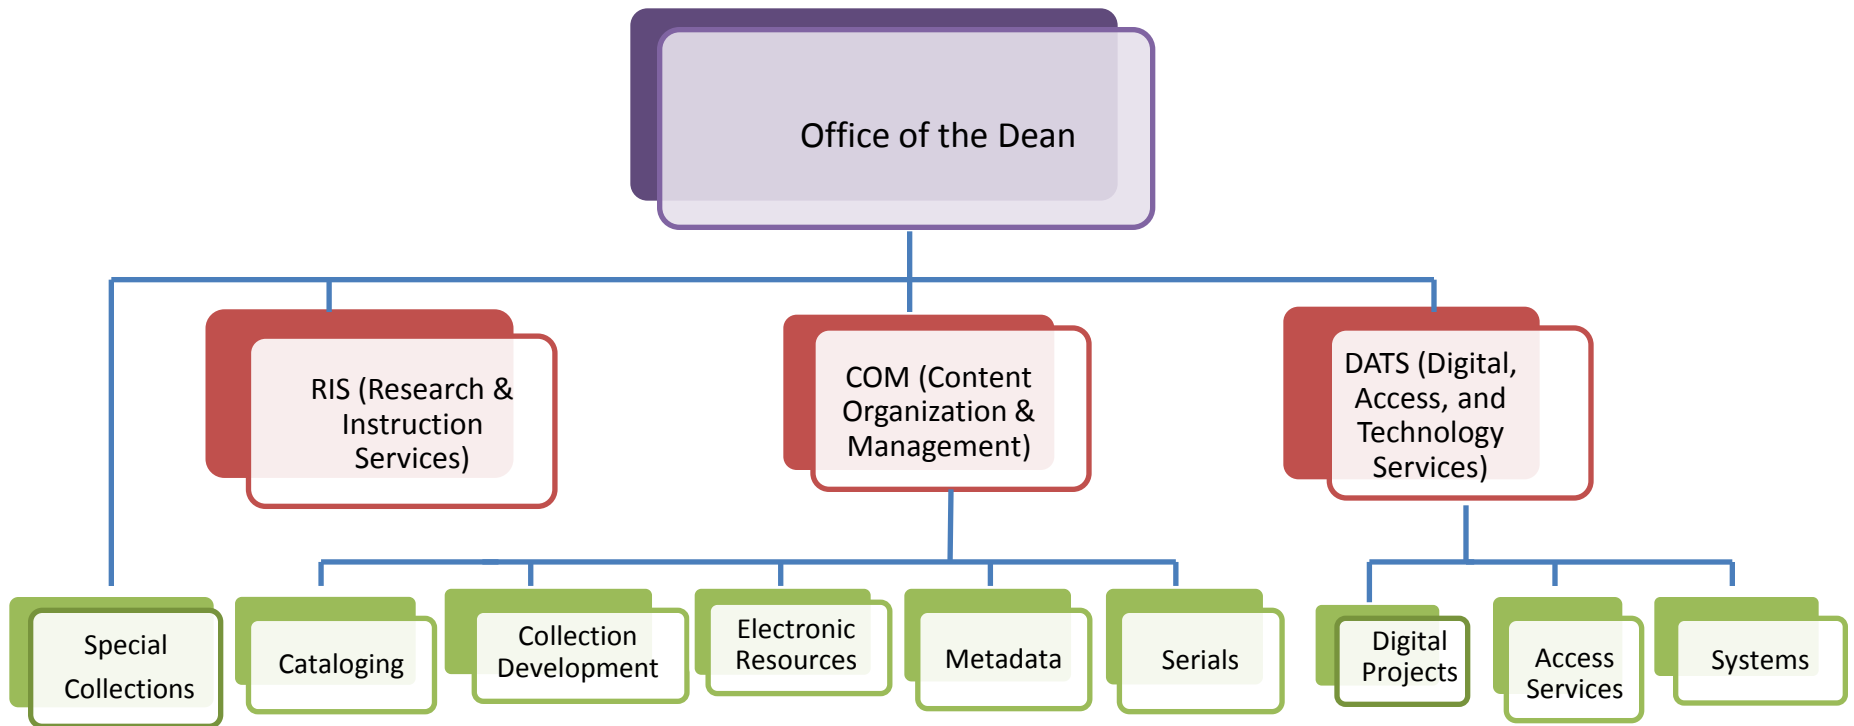 Office of the Dean
RIS (Research &
Instruction
Services)
COM (Content
Organization &
Management)
DATS (Digital,
Access, and
Technology
Services)
Special
Collections
Cataloging
Collection
Development
Electronic
Resources
Metadata
Serials
Digital
Projects
Access
Services
Systems